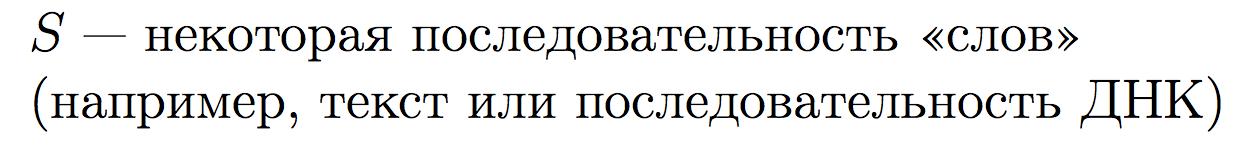 S — некоторая последовательность «слов»
(например, текст или последовательность ДНК)